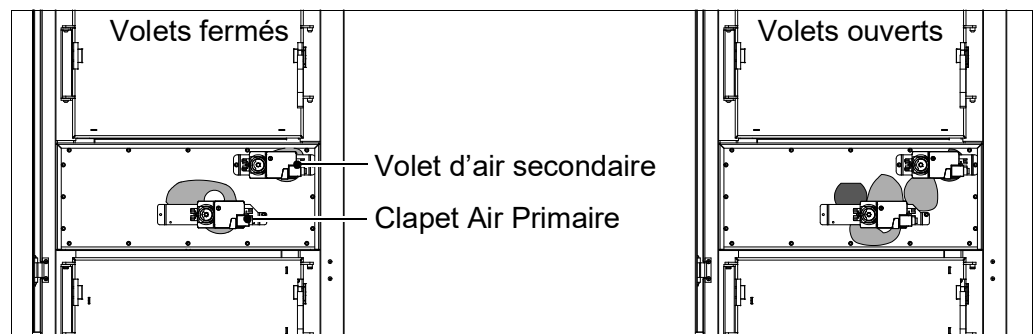 Volets fermés
Volets ouverts
Volet d’air secondaire
Clapet Air Primaire